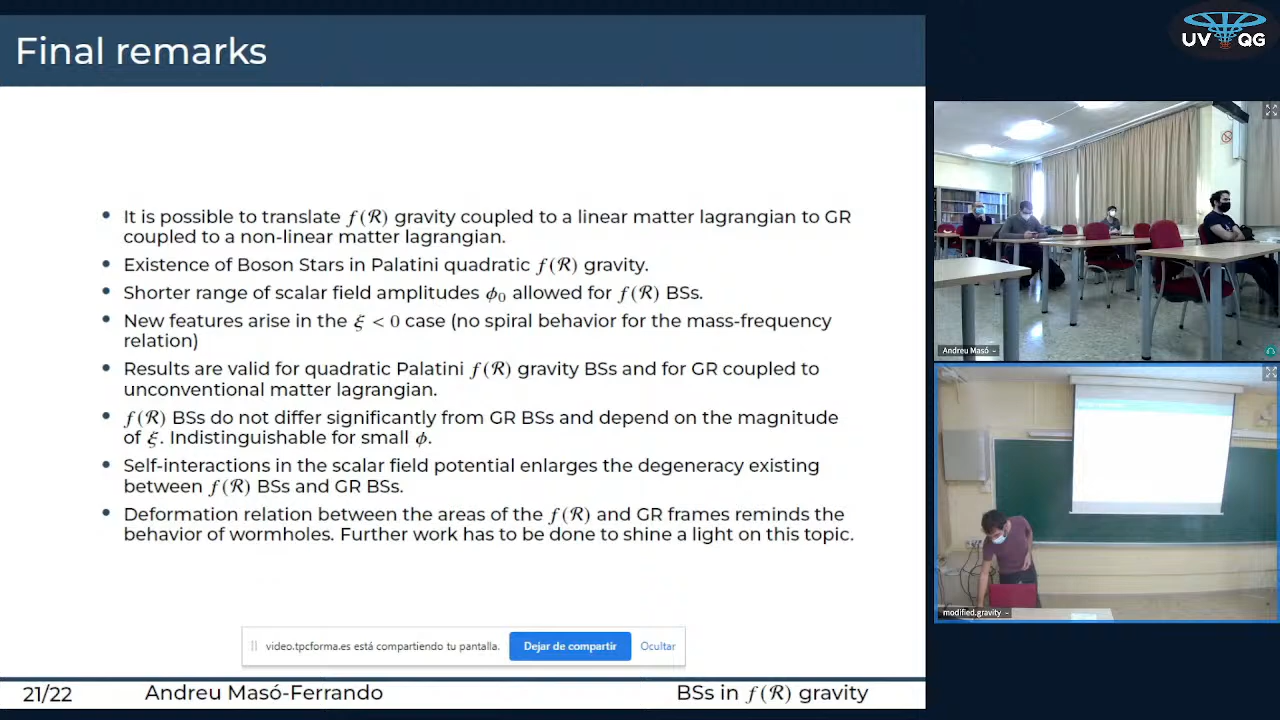 Final remarks
It is possible to translate f(ℛ) gravity coupled to a linear matter lagrangian to GR
coupled to a non-linear matter lagrangian.
Existence of Boson Stars in Palatini quadratic f(ℛ) gravity.
Shorter range of scalar field amplitudes ϕ₀ allowed for f(ℛ) BSs.
New features arise in the ξ < 0 case (no spiral behavior for the mass-frequency
relation)
Results are valid for quadratic Palatini f(ℛ) gravity BSs and for GR coupled to
unconventional matter lagrangian.
f(ℛ) BSs do not differ significantly from GR BSs and depend on the magnitude
of ξ. Indistinguishable for small ϕ.
Self-interactions in the scalar field potential enlarges the degeneracy existing
between f(ℛ) BSs and GR BSs.
Deformation relation between the areas of the f(ℛ) and GR frames reminds the
behavior of wormholes. Further work has to be done to shine a light on this topic.
video.tpcforma.es está compartiendo tu pantalla. Dejar de compartir Ocultar
21/22 Andreu Masó-Ferrando BSs in f(ℛ) gravity
UV QG
Andreu Masó
modified.gravity